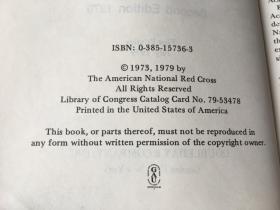 ISBN: 0-385-15736-3
© 1973, 1979 by
The American National Red Cross
All Rights Reserved
Library of Congress Catalog Card No. 79-53478
Printed in the United States of America
This book, or parts thereof, must not be reproduced in
any form without written permission of the copyright owner.